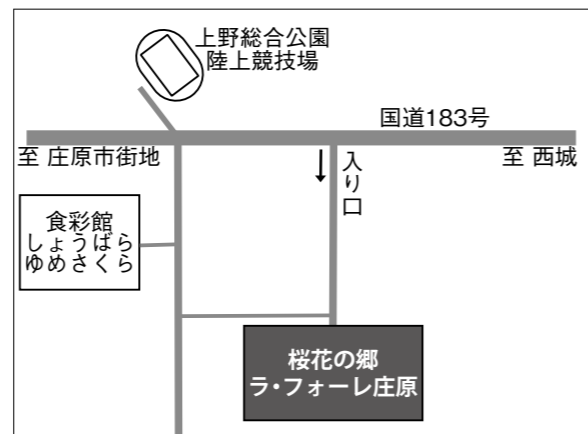 上野総合公園
陸上競技場
国道183号
至 庄原市街地
入り口
至 西城
食彩館
しょうばら
ゆめさくら
桜花の郷
ラ・フォーレ庄原